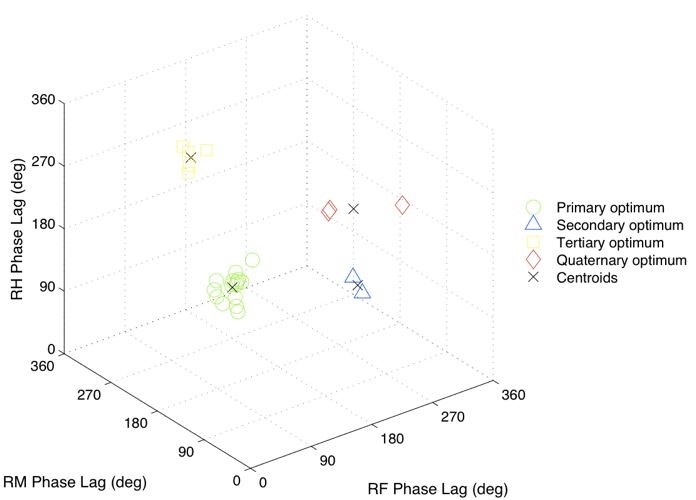 360
270
180
90
0
RH Phase Lag (deg)
360
270
180
90
0
RM Phase Lag (deg)
0
90
180
270
360
RF Phase Lag (deg)
Primary optimum
Secondary optimum
Tertiary optimum
Quaternary optimum
Centroids